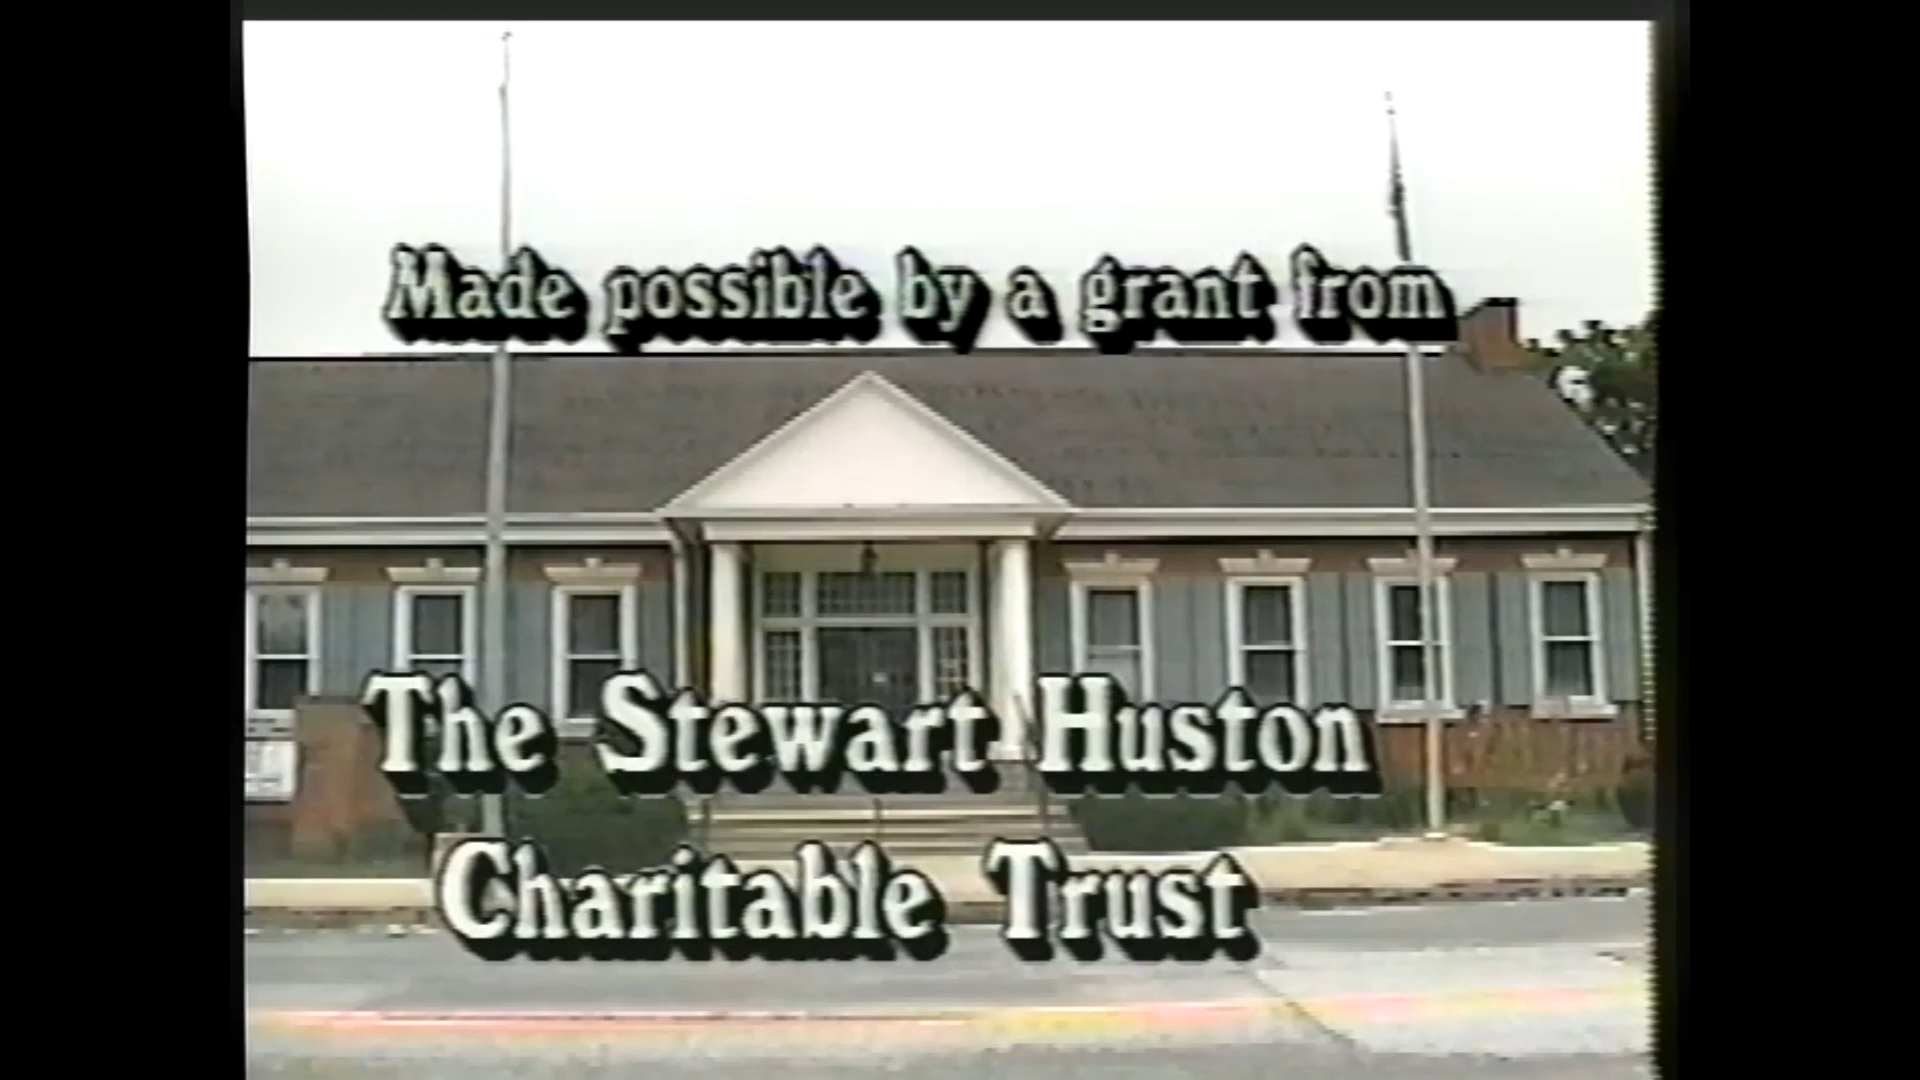 Made possible by a grant from
The Stewart Huston
Charitable Trust